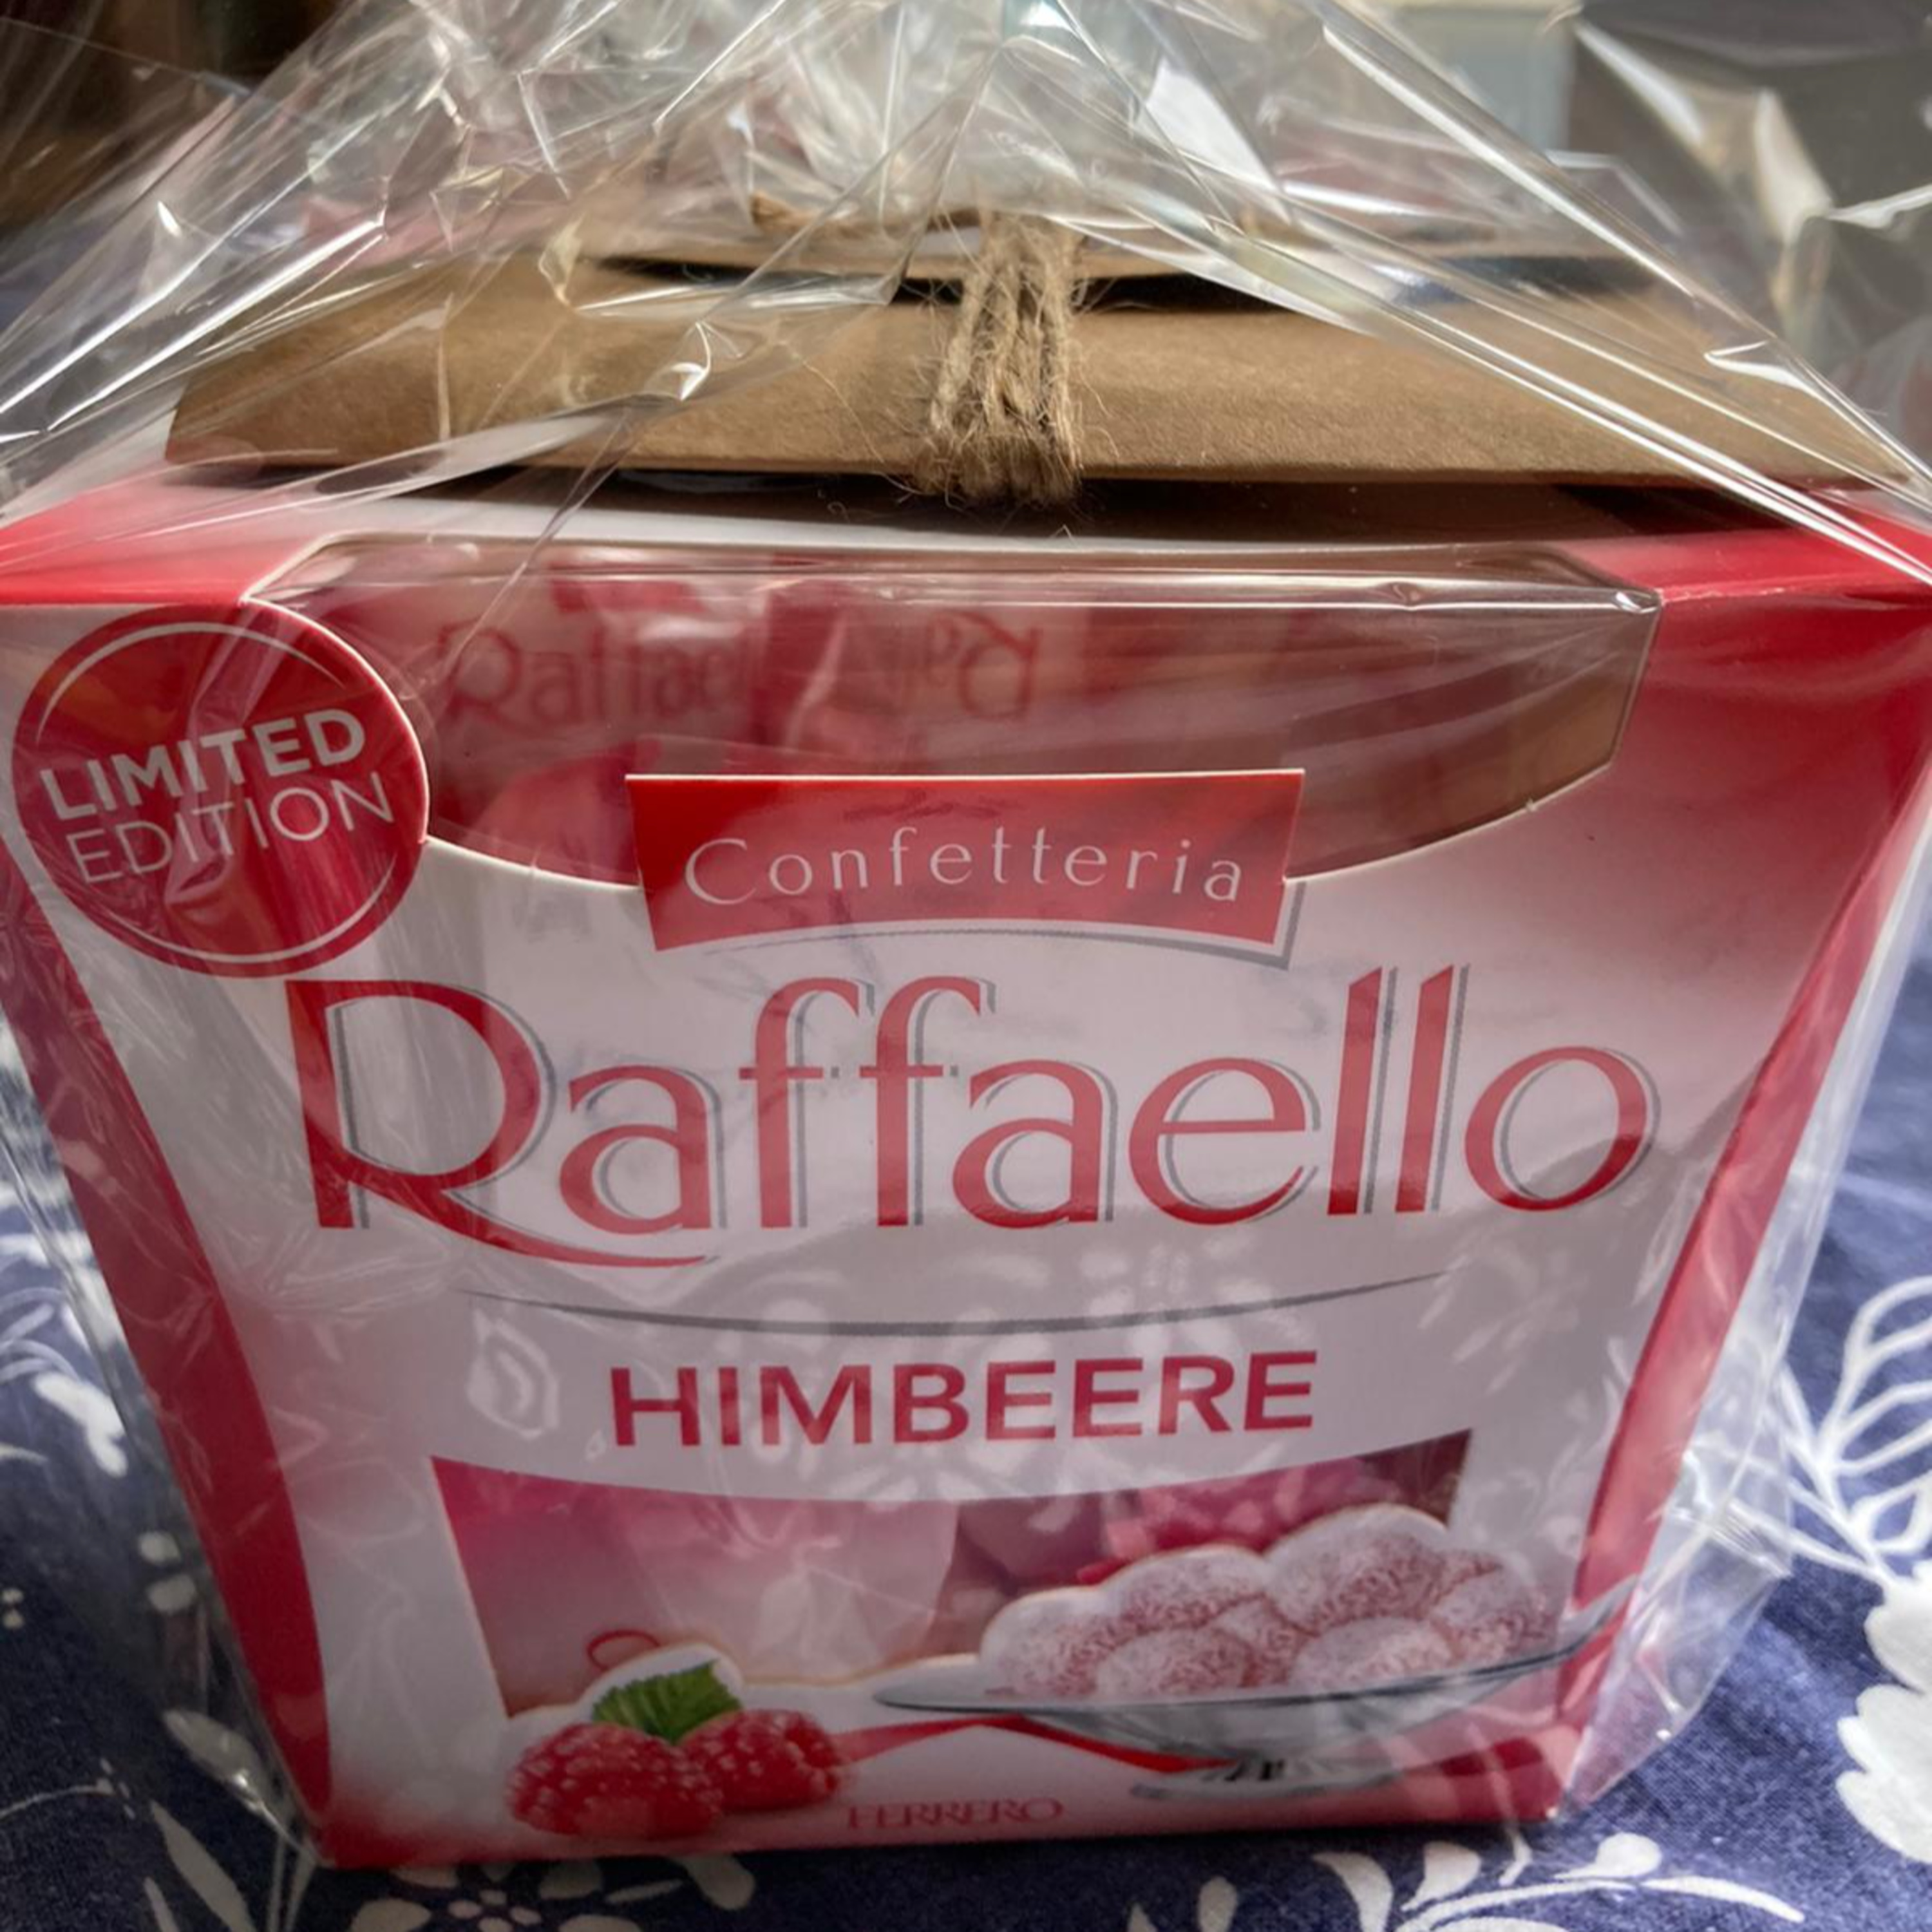 LIMITED
EDITION
Confetteria
Raffaello
HIMBEERE
FERRERO